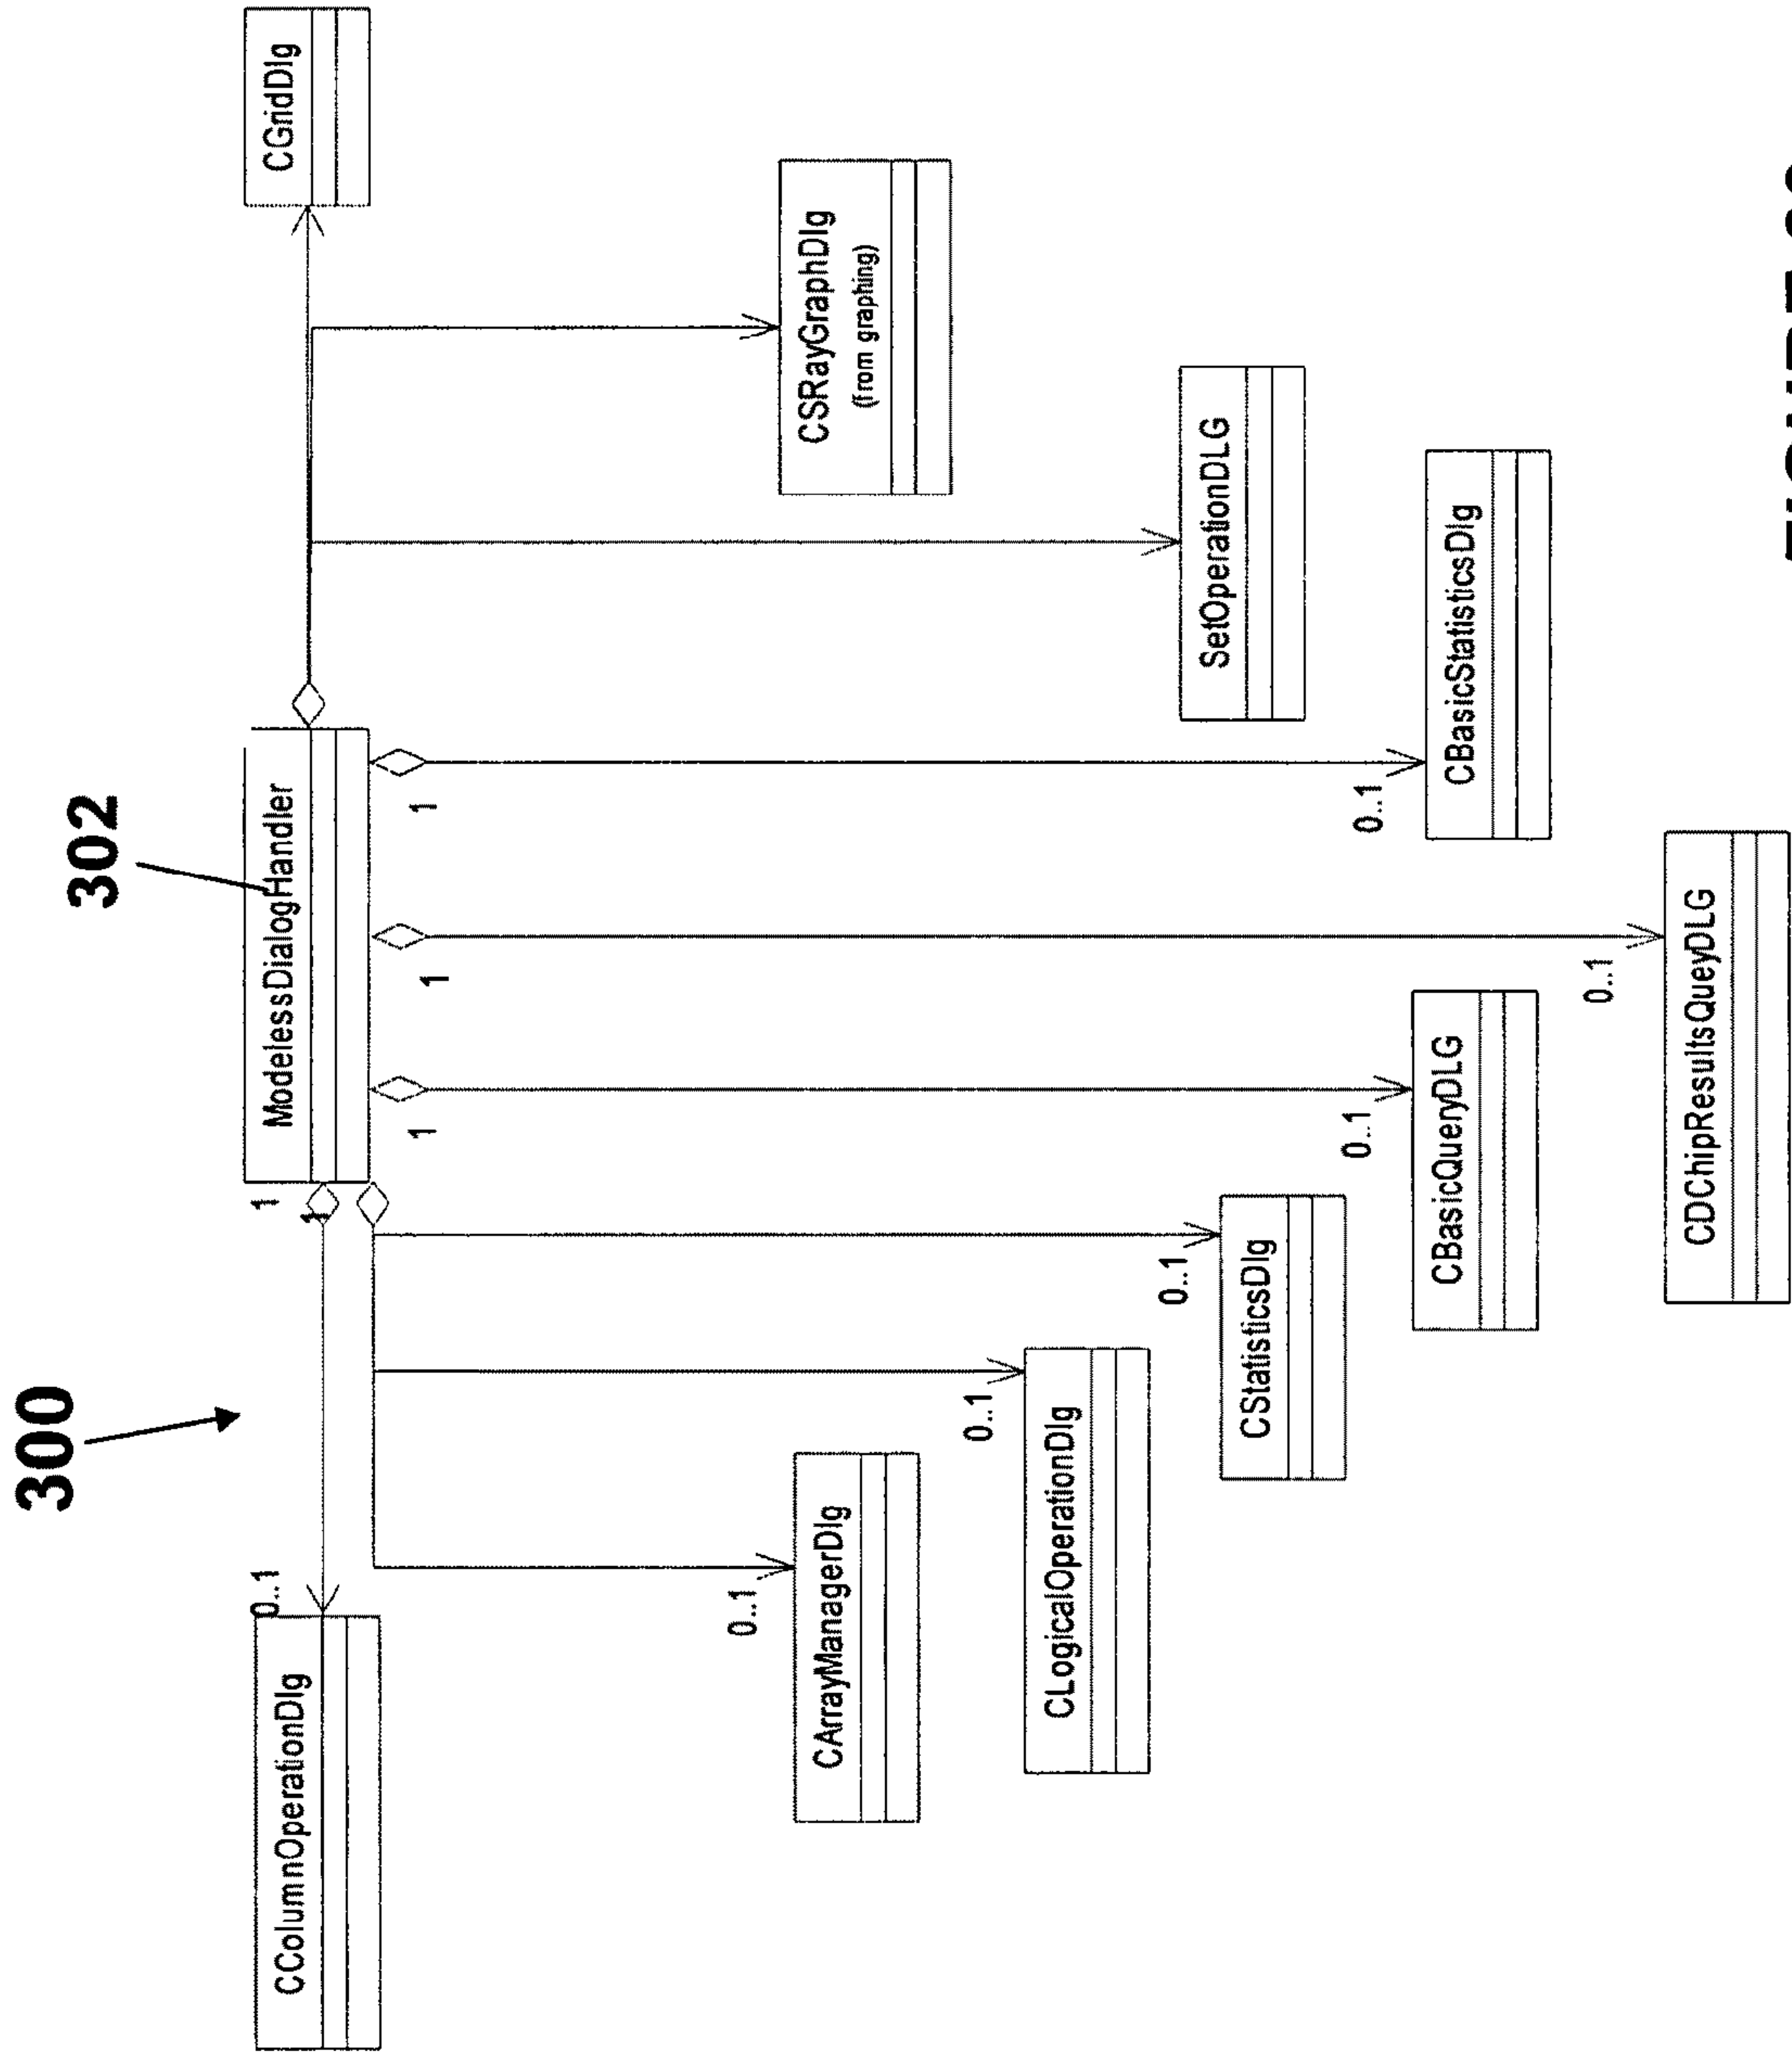 300
302
CColumnOperationDlg
0..1
1
1
ModelessDialogHandler
CGridDlg
1
1
1
CArrayManagerDlg
0..1
CSRayGraphDlg
(from graphing)
CLogicalOperationDlg
0..1
CStatisticsDlg
0..1
SetOperationDLG
CBasicQueryDLG
0..1
CBasicStatisticsDlg
0..1
CDChipResultsQueyDLG
0..1